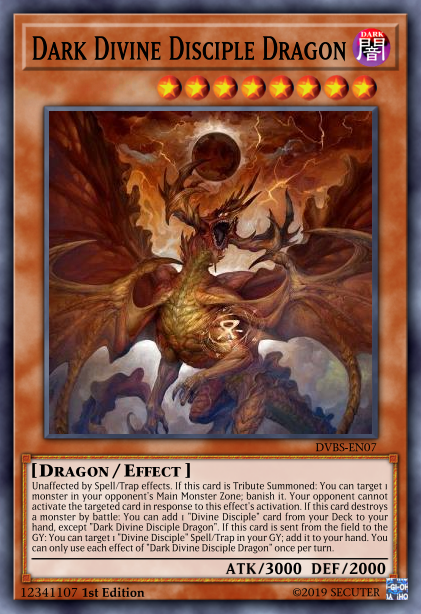 Dark Divine Disciple Dragon
DARK
闇
DVBS-EN07
[Dragon / Effect ]
Unaffected by Spell/Trap effects. If this card is Tribute Summoned: You can target 1
monster in your opponent's Main Monster Zone; banish it. Your opponent cannot
activate the targeted card in response to this effect's activation. If this card destroys
a monster by battle: You can add 1 "Divine Disciple" card from your Deck to your
hand, except "Dark Divine Disciple Dragon". If this card is sent from the field to the
GY: You can target 1 "Divine Disciple" Spell/Trap in your GY; add it to your hand. You
can only use each effect of "Dark Divine Disciple Dragon" once per turn.
ATK/3000 DEF/2000
12341107 1st Edition ©2019 SECUTER